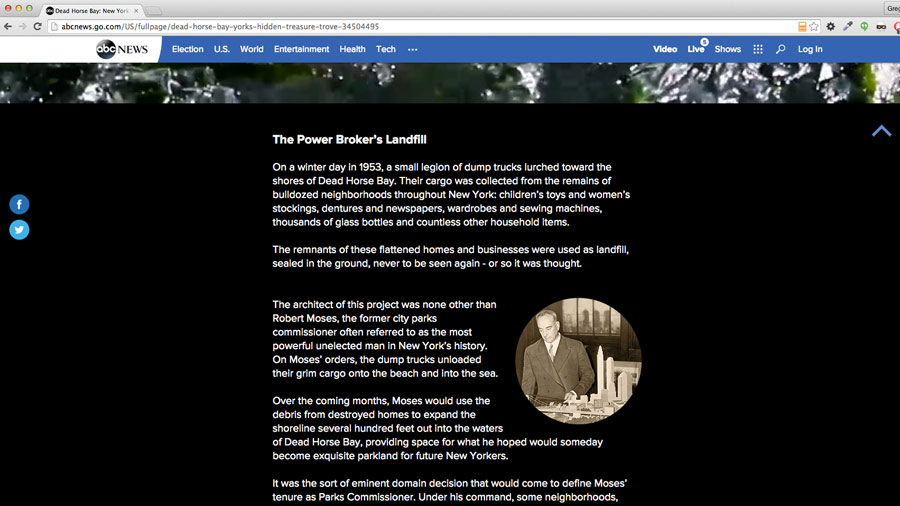 Dead Horse Bay: New York
Greg
abcnews.go.com/US/fullpage/dead-horse-bay-yorks-hidden-treasure-trove-34504495
abc NEWS
Election U.S. World Entertainment Health Tech ••• Video Live 5 Shows Log In
The Power Broker's Landfill
On a winter day in 1953, a small legion of dump trucks lurched toward the
shores of Dead Horse Bay. Their cargo was collected from the remains of
bulldozed neighborhoods throughout New York: children's toys and women's
stockings, dentures and newspapers, wardrobes and sewing machines,
thousands of glass bottles and countless other household items.
The remnants of these flattened homes and businesses were used as landfill,
sealed in the ground, never to be seen again - or so it was thought.
The architect of this project was none other than
Robert Moses, the former city parks
commissioner often referred to as the most
powerful unelected man in New York's history.
On Moses' orders, the dump trucks unloaded
their grim cargo onto the beach and into the sea.
Over the coming months, Moses would use the
debris from destroyed homes to expand the
shoreline several hundred feet out into the waters
of Dead Horse Bay, providing space for what he hoped would someday
become exquisite parkland for future New Yorkers.
It was the sort of eminent domain decision that would come to define Moses'
tenure as Parks Commissioner. Under his command, some neighborhoods,